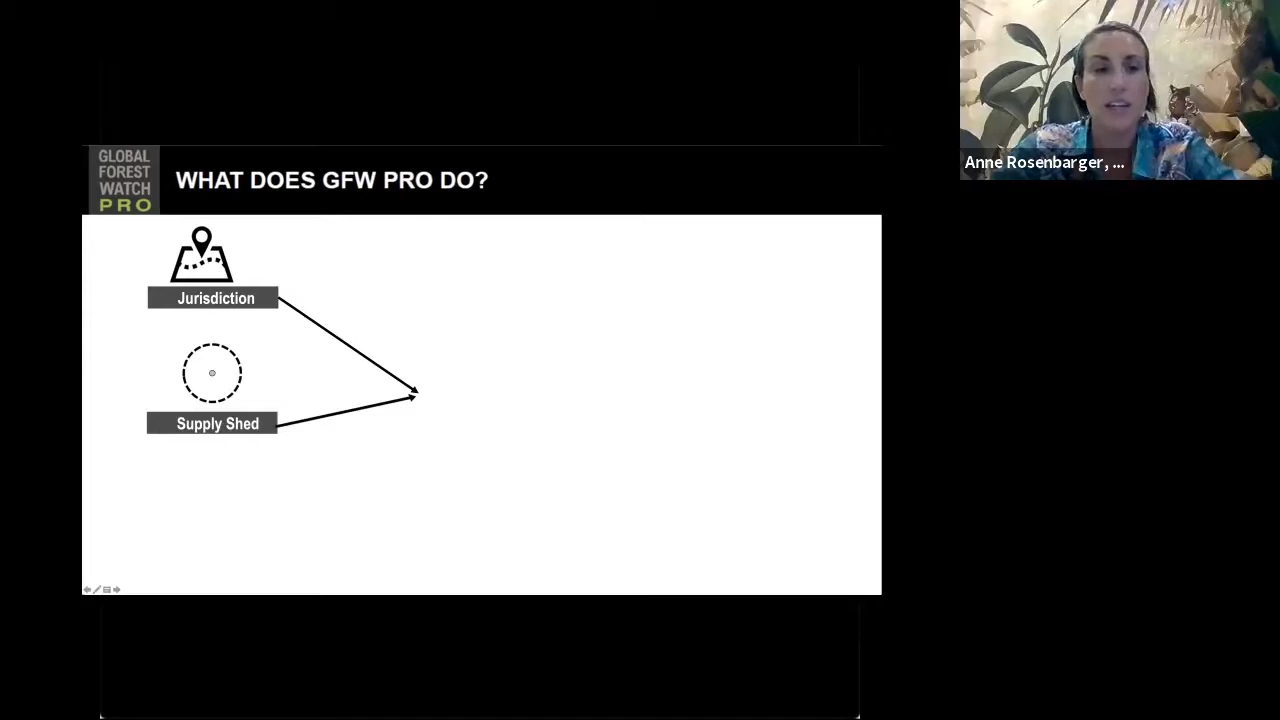 GLOBAL
FOREST
WATCH
PRO
WHAT DOES GFW PRO DO?
Jurisdiction
Supply Shed
Anne Rosenbarger, ...